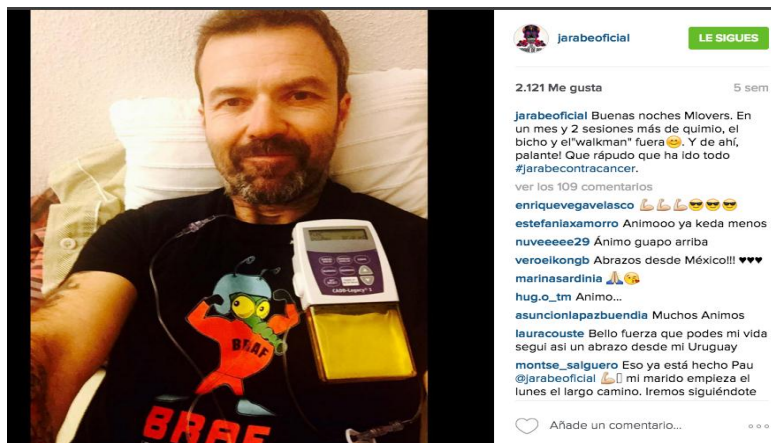 jarabeoficial
LE SIGUES
2.121 Me gusta
5 sem
jarabeoficial Buenas noches Mlovers. En
un mes y 2 sesiones más de quimio, el
bicho y el"walkman" fuera😊. Y de ahí,
palante! Que rápudo que ha ido todo
#jarabecontracancer.
ver los 109 comentarios
enriquevegavelasco 💪💪💪😎😎😎
estefaniaxamorro Animooo ya keda menos
nuveeeee29 Ánimo guapo arriba
veroeikongb Abrazos desde México!!! ♥♥♥
marinasardinia 🙏😘
hug.o_tm Animo...
asuncionlapazbuendia Muchos Animos
lauracouste Bello fuerza que podes mi vida
segui asi un abrazo desde mi Uruguay
montse_salguero Eso ya está hecho Pau
@jarabeoficial 💪 mi marido empieza el
lunes el largo camino. Iremos siguiéndote
Añade un comentario...
CADD-Legacy® 1
BRAF
BRAF